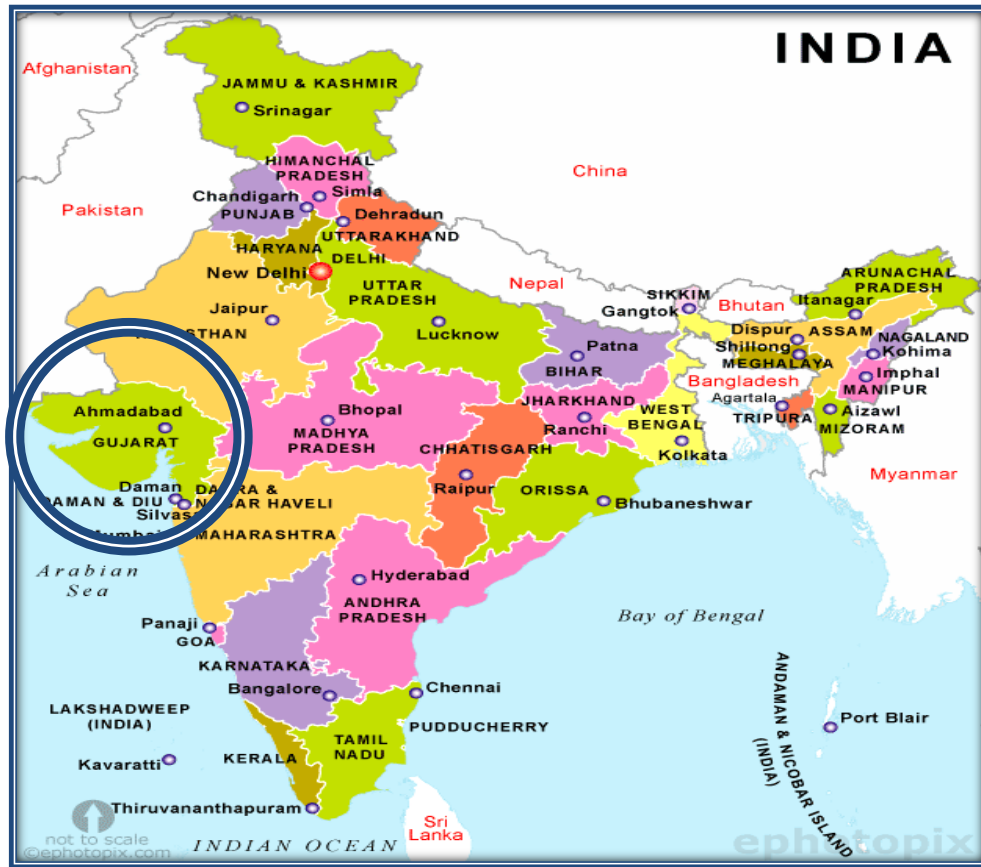 INDIA
Afghanistan
JAMMU & KASHMIR
Srinagar
HIMANCHAL
PRADESH
Simla
China
Chandigarh
PUNJAB
Pakistan
Dehradun
UTTARAKHAND
HARYANA
DELHI
New Delhi
UTTAR
PRADESH
Nepal
ARUNACHAL
PRADESH
SIKKIM
Gangtok
Bhutan
Itanagar
Jaipur
Lucknow
Dispur
ASSAM
NAGALAND
Shillong
Kohima
MEGHALAYA
Patna
BIHAR
Imphal
MANIPUR
Bangladesh
Agartala
TRIPURA
Aizawl
MIZORAM
Ahmadabad
GUJARAT
Bhopal
MADHYA
PRADESH
JHARKHAND
Ranchi
WEST
BENGAL
Kolkata
CHHATISGARH
Raipur
Myanmar
Daman
DAMAN & DIU
Silvasa
ORISSA
Bhubaneshwar
MAHARASHTRA
Arabian
Sea
Hyderabad
ANDHRA
PRADESH
Bay of Bengal
Panaji
GOA
KARNATAKA
Bangalore
Chennai
LAKSHADWEEP
(INDIA)
PUDDUCHERRY
TAMIL
NADU
Port Blair
ANDAMAN & NICOBAR ISLAND
(INDIA)
KERALA
Kavaratti
Thiruvananthapuram
Sri
Lanka
not to scale
©ephotopix.com
INDIAN OCEAN
ephotopix